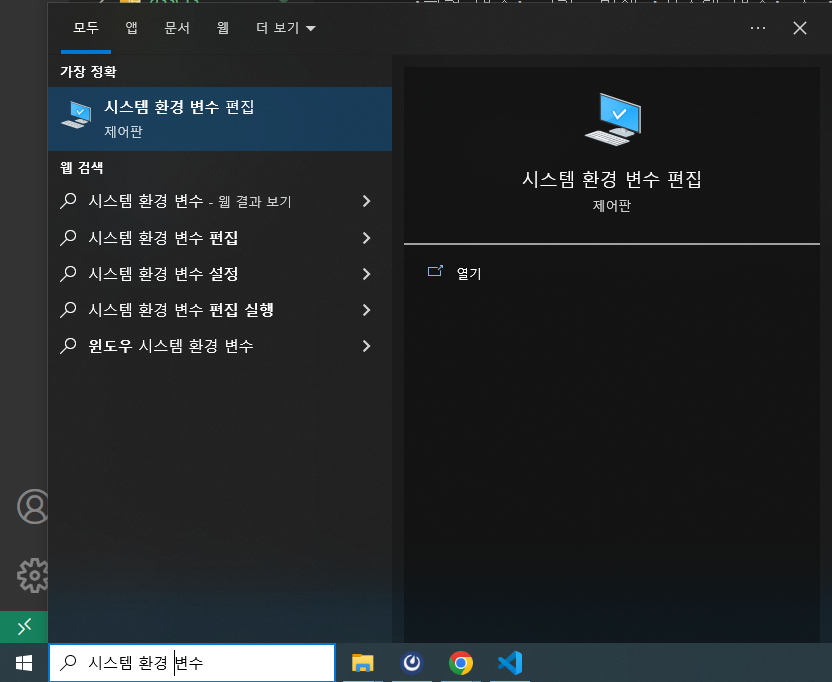 모두 앱 문서 웹 더 보기
가장 정확
시스템 환경 변수 편집
제어판
웹 검색
시스템 환경 변수 - 웹 결과 보기
시스템 환경 변수 편집
시스템 환경 변수 설정
시스템 환경 변수 편집 실행
윈도우 시스템 환경 변수
시스템 환경 변수 편집
제어판
열기
시스템 환경 변수